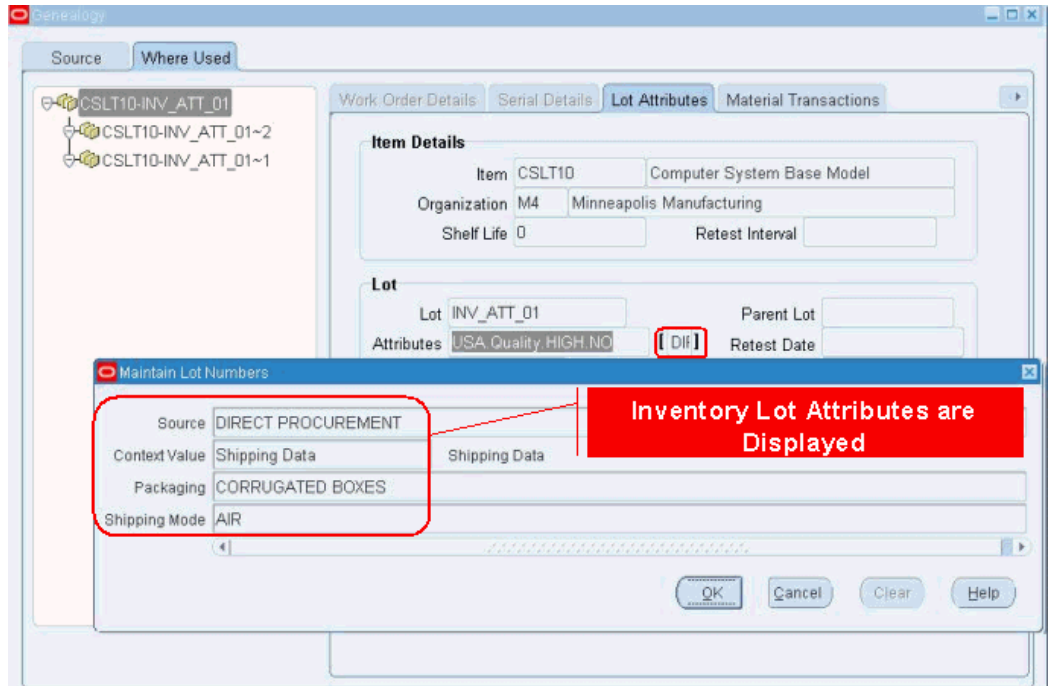 Genealogy
Source Where Used
CSLT10-INV_ATT_01
CSLT10-INV_ATT_01~2
CSLT10-INV_ATT_01~1
Work Order Details Serial Details Lot Attributes Material Transactions
Item Details
Item CSLT10 Computer System Base Model
Organization M4 Minneapolis Manufacturing
Shelf Life 0 Retest Interval
Lot
Lot INV_ATT_01 Parent Lot
Attributes USA.Quality.HIGH.NO [ DIF ] Retest Date
Maintain Lot Numbers
Source DIRECT PROCUREMENT
Context Value Shipping Data Shipping Data
Packaging CORRUGATED BOXES
Shipping Mode AIR
Inventory Lot Attributes are
Displayed
OK Cancel Clear Help